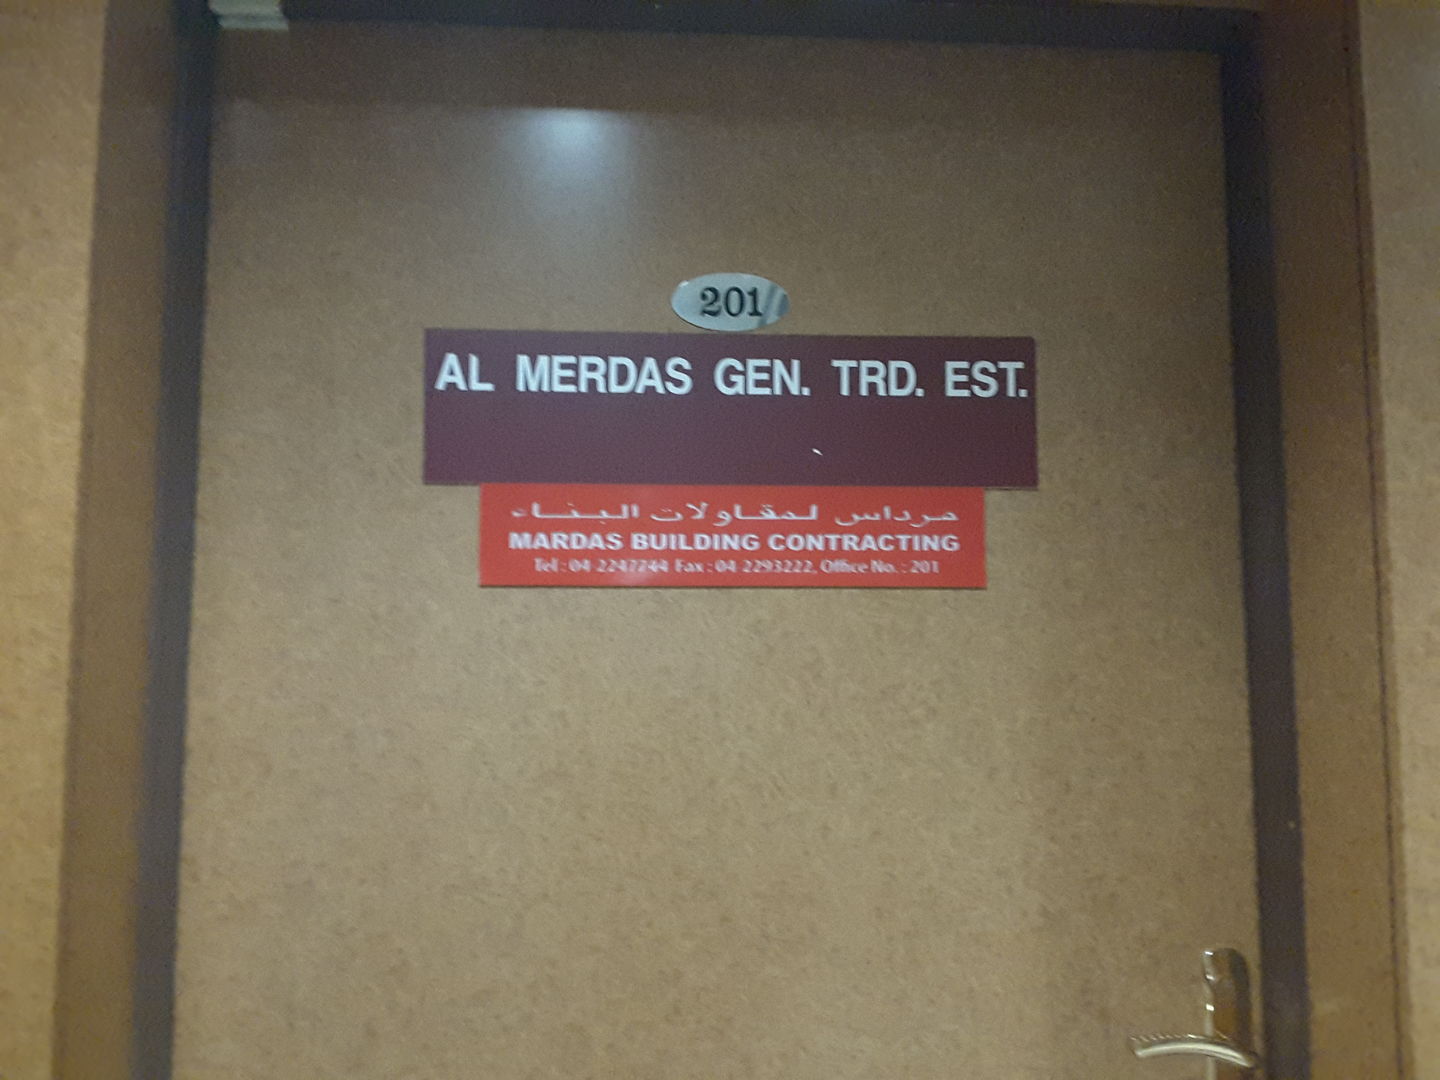 201
AL MERDAS GEN. TRD. EST.
مرداس لمقاولات البناء
MARDAS BUILDING CONTRACTING
Tel : 04 2247744 Fax : 04 2293222, Office No. : 201